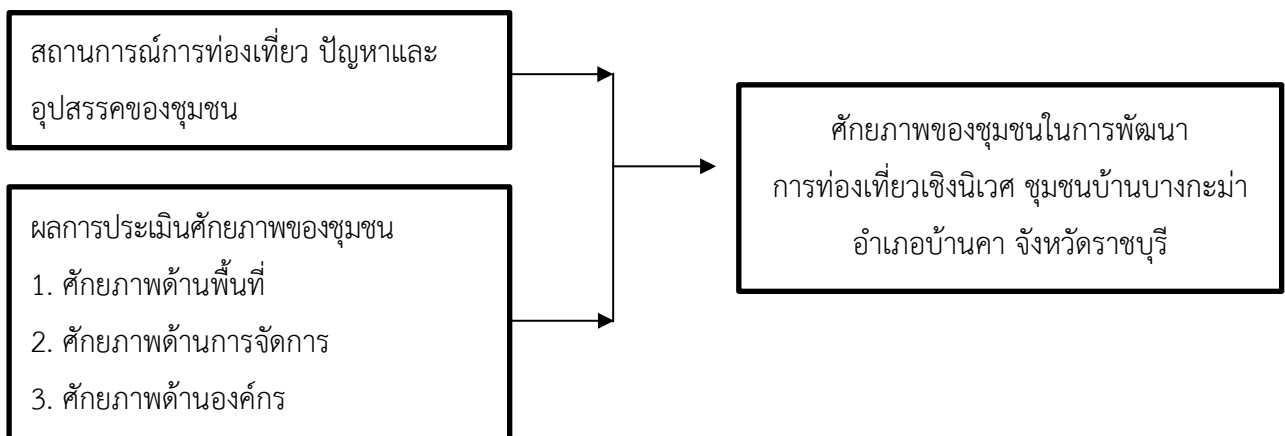 สถานการณ์การท่องเที่ยว ปัญหาและ
อุปสรรคของชุมชน
ผลการประเมินศักยภาพของชุมชน
1. ศักยภาพด้านพื้นที่
2. ศักยภาพด้านการจัดการ
3. ศักยภาพด้านองค์กร
ศักยภาพของชุมชนในการพัฒนา
การท่องเที่ยวเชิงนิเวศ ชุมชนบ้านบางกะม่า
อำเภอบ้านคา จังหวัดราชบุรี